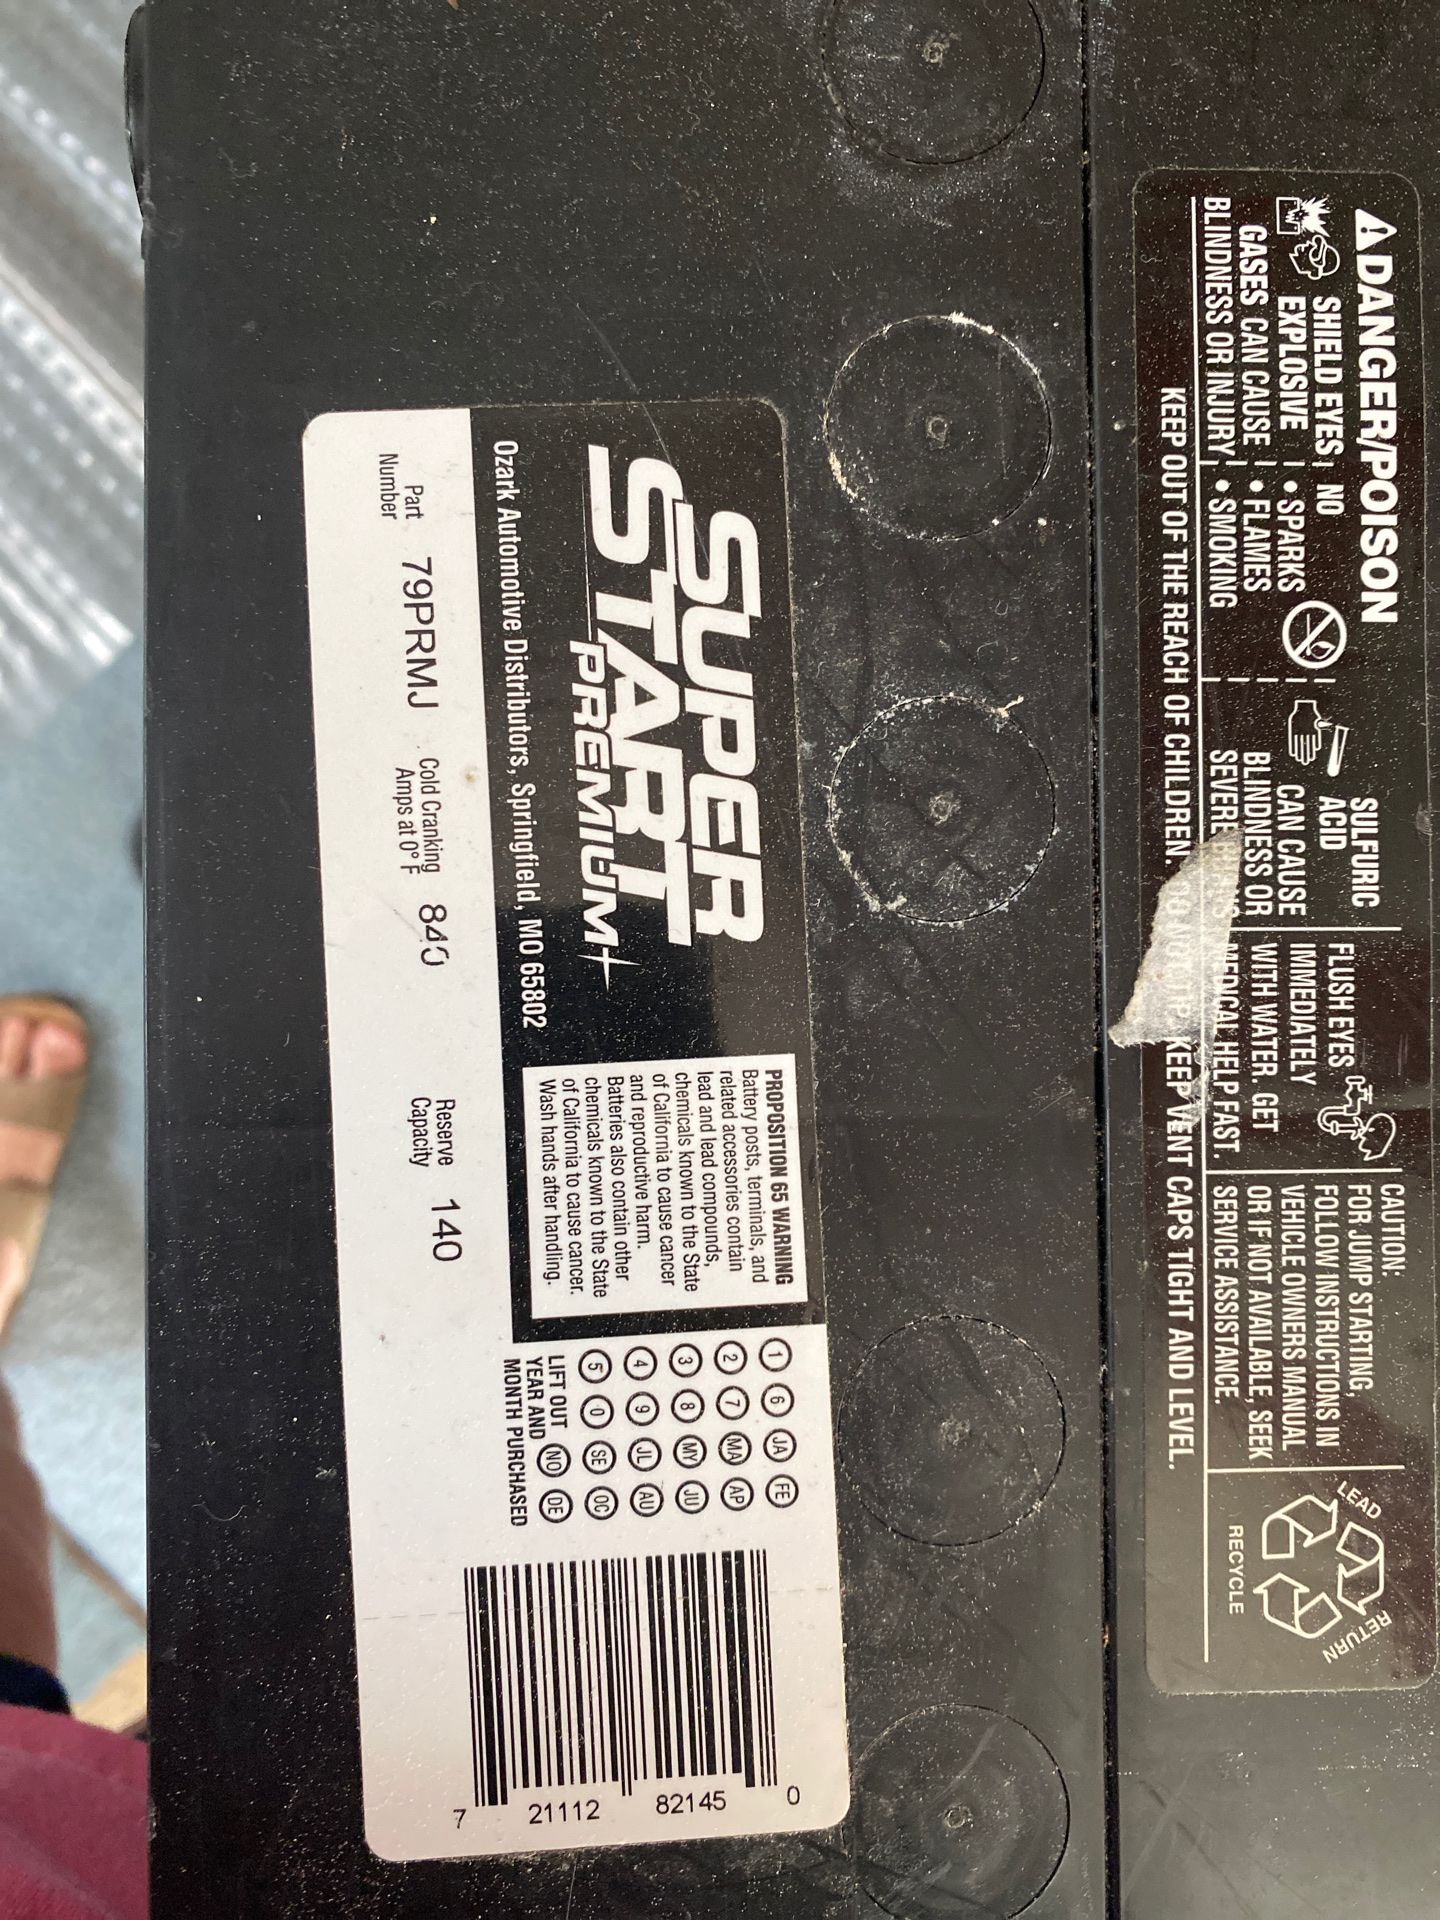 DANGER/POISON
SHIELD EYES
EXPLOSIVE
GASES CAN CAUSE
BLINDNESS OR INJURY
NO
• SPARKS
• FLAMES
• SMOKING
SULFURIC
ACID
CAN CAUSE
BLINDNESS OR
SEVERE BURNS
FLUSH EYES
IMMEDIATELY
WITH WATER. GET
MEDICAL HELP FAST.
CAUTION:
FOR JUMP STARTING,
FOLLOW INSTRUCTIONS IN
VEHICLE OWNERS MANUAL
OR IF NOT AVAILABLE, SEEK
SERVICE ASSISTANCE.
LEAD
RETURN
RECYCLE
KEEP OUT OF THE REACH OF CHILDREN. DO NOT TIP. KEEP VENT CAPS TIGHT AND LEVEL.
SUPER
START
PREMIUM+
Ozark Automotive Distributors, Springfield, MO 65802
PROPOSITION 65 WARNING
Battery posts, terminals, and
related accessories contain
lead and lead compounds,
chemicals known to the State
of California to cause cancer
and reproductive harm.
Batteries also contain other
chemicals known to the State
of California to cause cancer.
Wash hands after handling.
1 6 JA FE
2 7 MA AP
3 8 MY JU
4 9 JL AU
5 0 SE OC
LIFT OUT NO DE
YEAR AND
MONTH PURCHASED
Part
Number
79PRMJ
Cold Cranking
Amps at 0° F
840
Reserve
Capacity
140
7 21112 82145 0